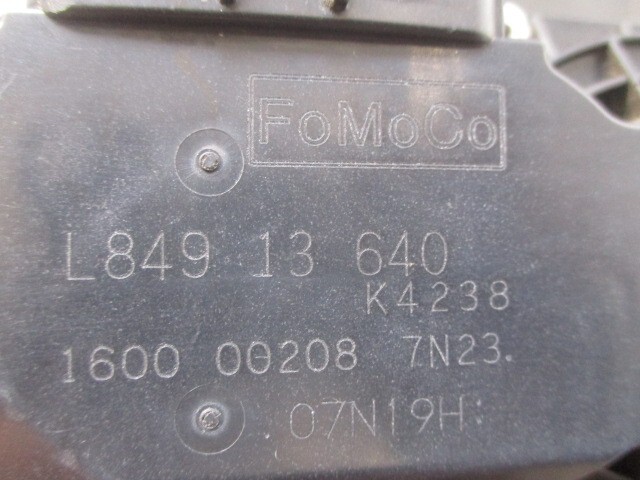 FoMoCo
L849 13 640
K4238
1600 00208 7N23.
07N19H